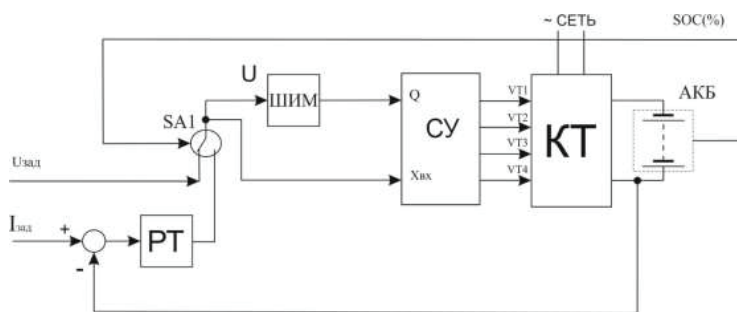 ~ СЕТЬ
SOC(%)
U
ШИМ
SA1
Q
СУ
Xвх
VT1
VT2
VT3
VT4
КТ
АКБ
Uзад
Iзад
+
-
РТ